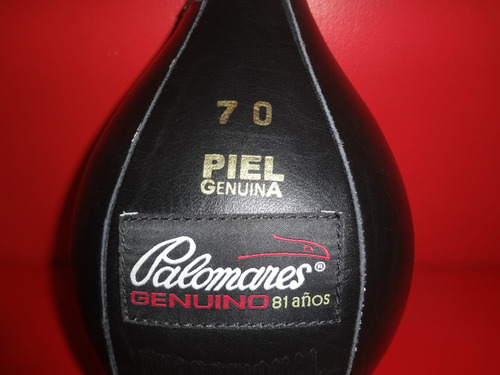 70
PIEL
GENUINA
Palomares®
GENUINO 81 años